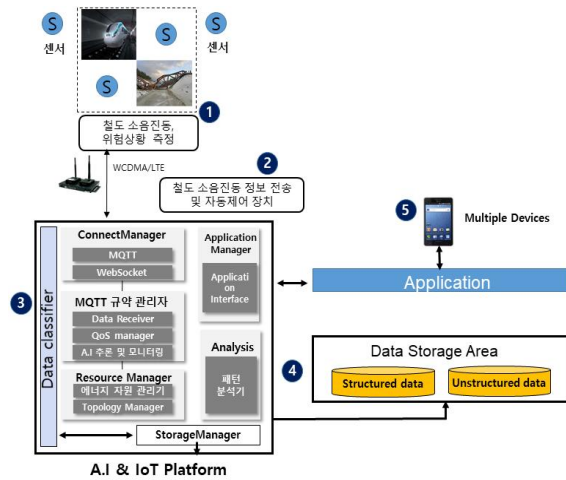 S
S
S
센서
센서
S
1
철도 소음진동,
위험상황 측정
WCDMA/LTE
2
철도 소음진동 정보 전송
및 자동제어 장치
5
Multiple Devices
Application
3
Data classifier
ConnectManager
MQTT
WebSocket
MQTT 규약 관리자
Data Receiver
QoS manager
A.I 추론 및 모니터링
Resource Manager
에너지 자원 관리기
Topology Manager
Application
Manager
Applicati
on
Interface
Analysis
패턴
분석기
StorageManager
4
Data Storage Area
Structured data
Unstructured data
A.I & IoT Platform